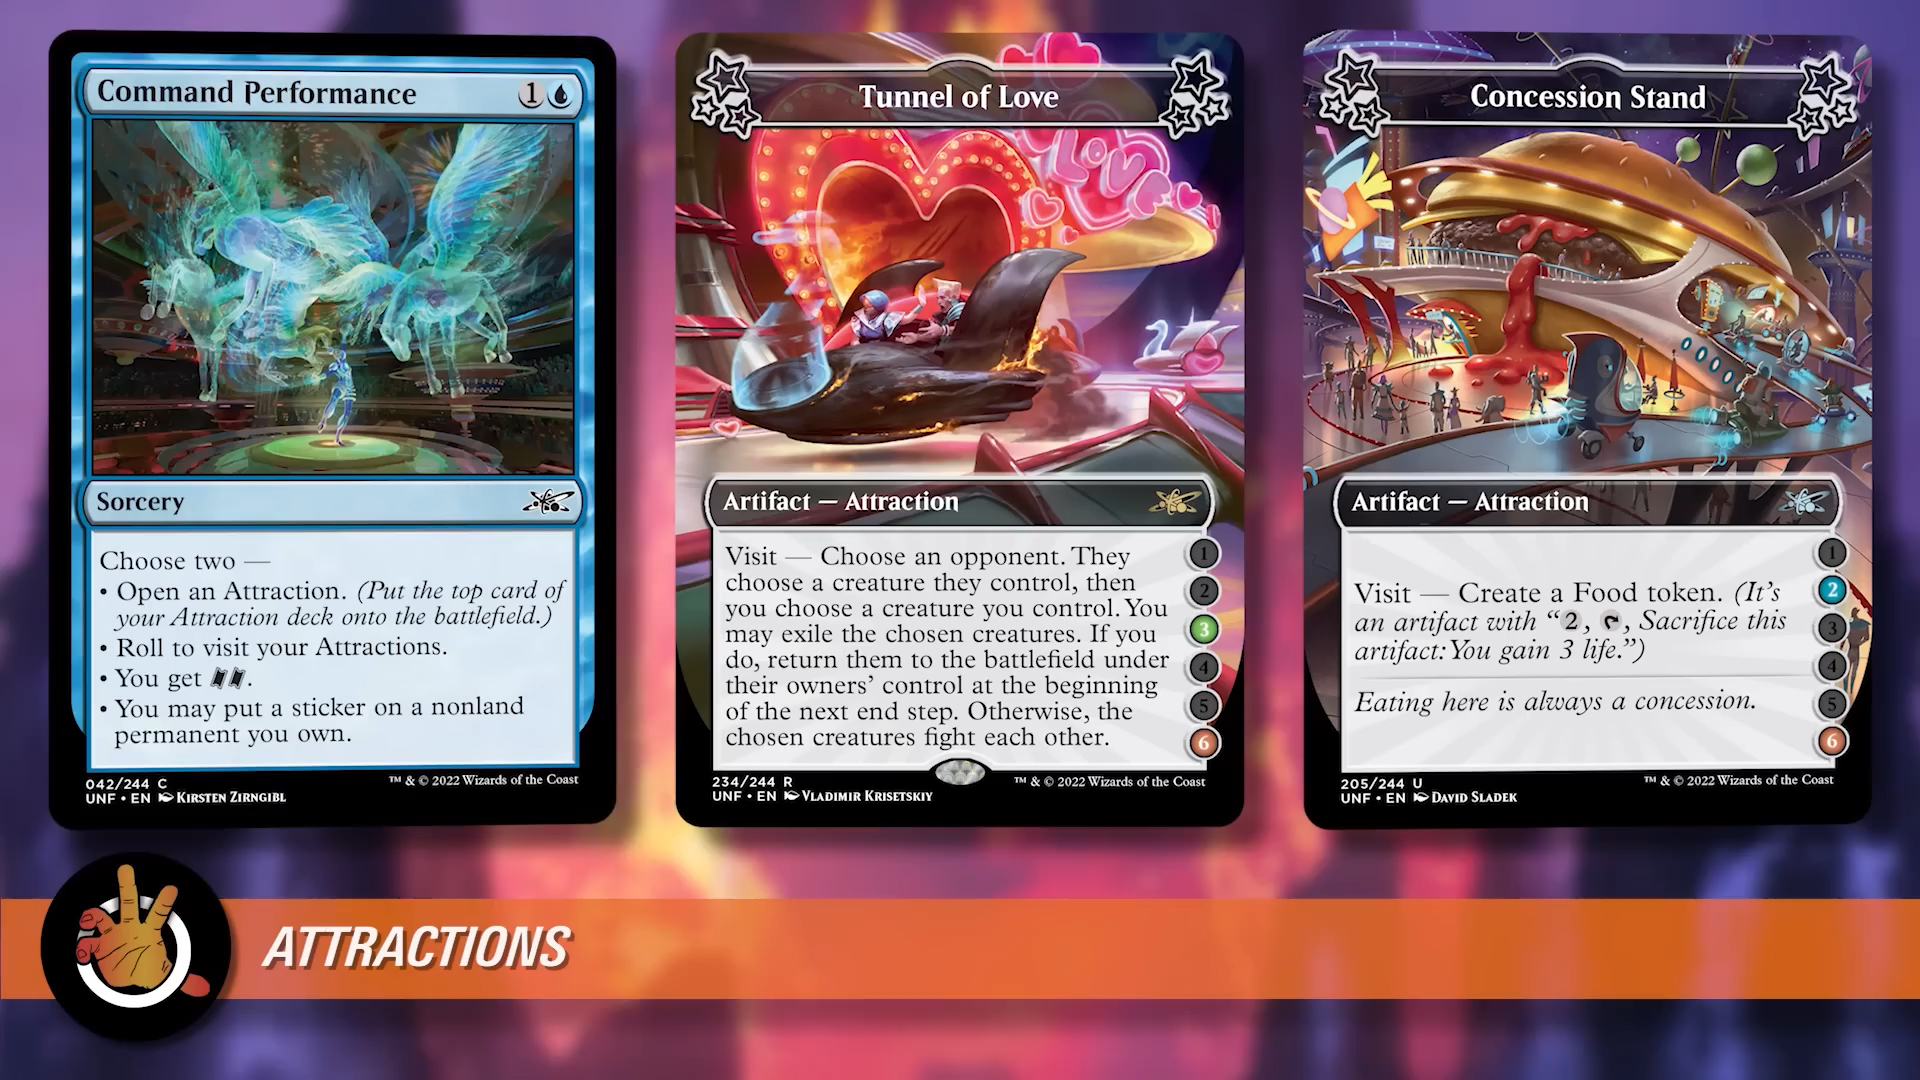 Command Performance
1
Sorcery
Choose two —
• Open an Attraction. (Put the top card of
your Attraction deck onto the battlefield.)
• Roll to visit your Attractions.
• You get
• You may put a sticker on a nonland
permanent you own.
042/244 C
™ & © 2022 Wizards of the Coast
UNF • EN KIRSTEN ZIRNGIBL
Tunnel of Love
LOVE
Artifact — Attraction
Visit — Choose an opponent. They
choose a creature they control, then
you choose a creature you control. You
may exile the chosen creatures. If you
do, return them to the battlefield under
their owners' control at the beginning
of the next end step. Otherwise, the
chosen creatures fight each other.
1
2
3
4
5
6
234/244 R
™ & © 2022 Wizards of the Coast
UNF • EN VLADIMIR KRISETSKIY
Concession Stand
Artifact — Attraction
Visit — Create a Food token. (It's
an artifact with “2, , Sacrifice this
artifact: You gain 3 life.”)
Eating here is always a concession.
1
2
3
4
5
6
205/244 U
™ & © 2022 Wizards of the Coast
UNF • EN DAVID SLADEK
ATTRACTIONS